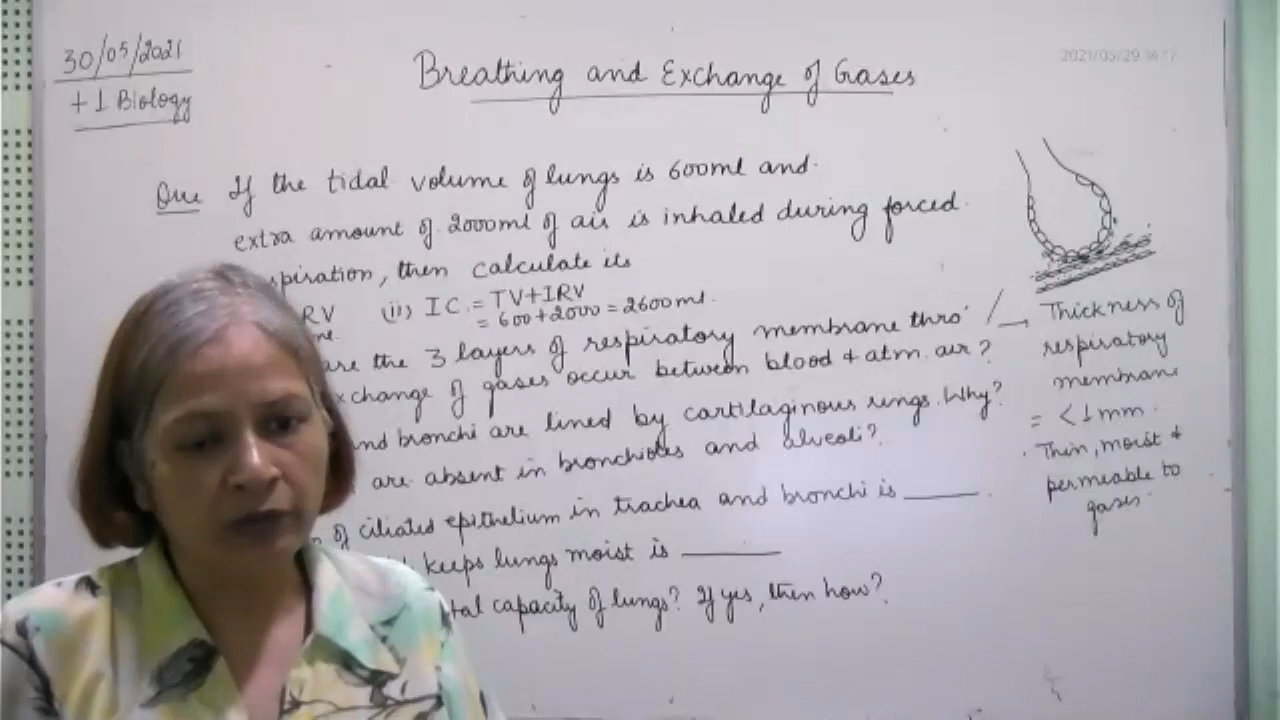 30/05/2021
+1 Biology
2021/05/29
Breathing and Exchange of Gases
Que If the tidal volume of lungs is 600ml and
extra amount of 2000ml of air is inhaled during forced
spiration, then calculate its
RV (ii) IC = TV+IRV
= 600+2000 = 2600ml.
are the 3 layers of respiratory membrane thro'
xchange of gases occur between blood & atm. air?
and bronchi are lined by cartilaginous rings. Why?
are absent in bronchioles and alveoli?
of ciliated epithelium in trachea and bronchi is ______.
keeps lungs moist is ______
tal capacity of lungs? If yes, then how?
Thickness of
respiratory
membrane
= <1mm.
Thin, moist &
permeable to
gases.